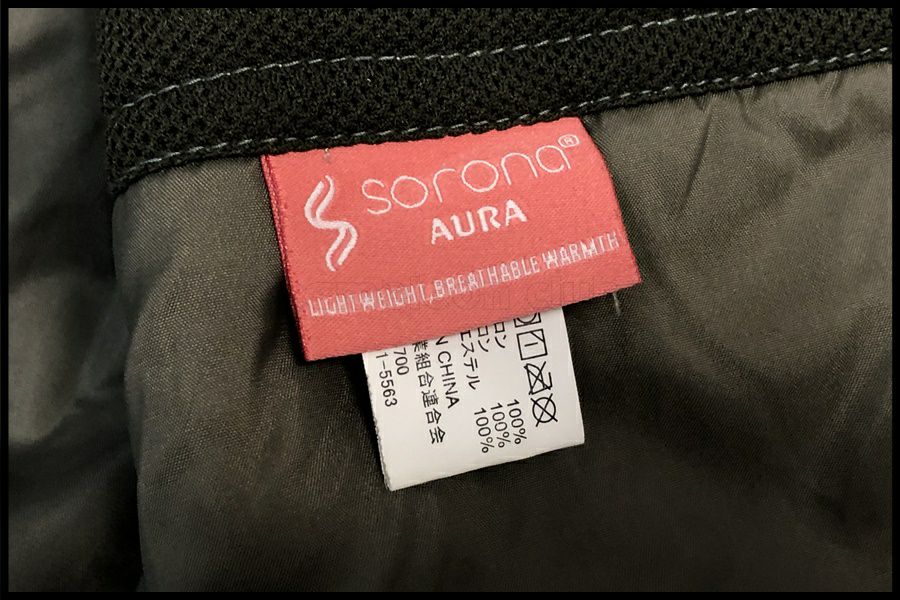 sorona®
AURA
LIGHTWEIGHT, BREATHABLE WARMTH
ロン 100%
ロン 100%
エステル 100%
N CHINA
業組合連合会
700
1-5563